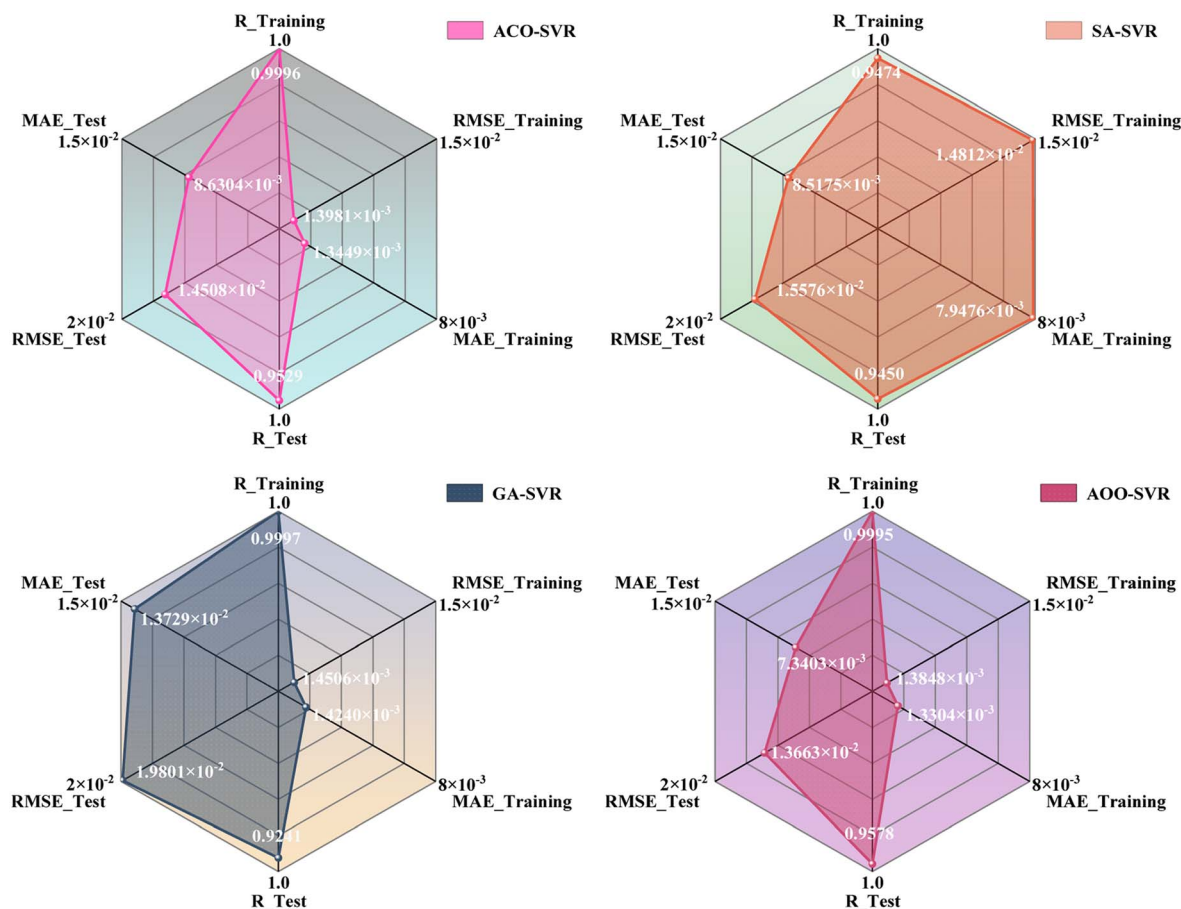 R_Training
1.0
ACO-SVR
0.9996
MAE_Test
1.5×10⁻²
RMSE_Training
1.5×10⁻²
8.6304×10⁻³
1.3981×10⁻³
1.3449×10⁻³
1.4508×10⁻²
2×10⁻²
RMSE_Test
8×10⁻³
MAE_Training
0.9529
1.0
R_Test
R_Training
1.0
SA-SVR
0.9474
MAE_Test
1.5×10⁻²
RMSE_Training
1.5×10⁻²
1.4812×10⁻²
8.5175×10⁻³
1.5576×10⁻²
7.9476×10⁻³
2×10⁻²
RMSE_Test
8×10⁻³
MAE_Training
0.9450
1.0
R_Test
R_Training
1.0
GA-SVR
0.9997
MAE_Test
1.5×10⁻²
RMSE_Training
1.5×10⁻²
1.3729×10⁻²
1.4506×10⁻³
1.4240×10⁻³
1.9801×10⁻²
2×10⁻²
RMSE_Test
8×10⁻³
MAE_Training
0.9241
1.0
R_Test
R_Training
1.0
AOO-SVR
0.9995
MAE_Test
1.5×10⁻²
RMSE_Training
1.5×10⁻²
7.3403×10⁻³
1.3848×10⁻³
1.3304×10⁻³
1.3663×10⁻²
2×10⁻²
RMSE_Test
8×10⁻³
MAE_Training
0.9578
1.0
R_Test